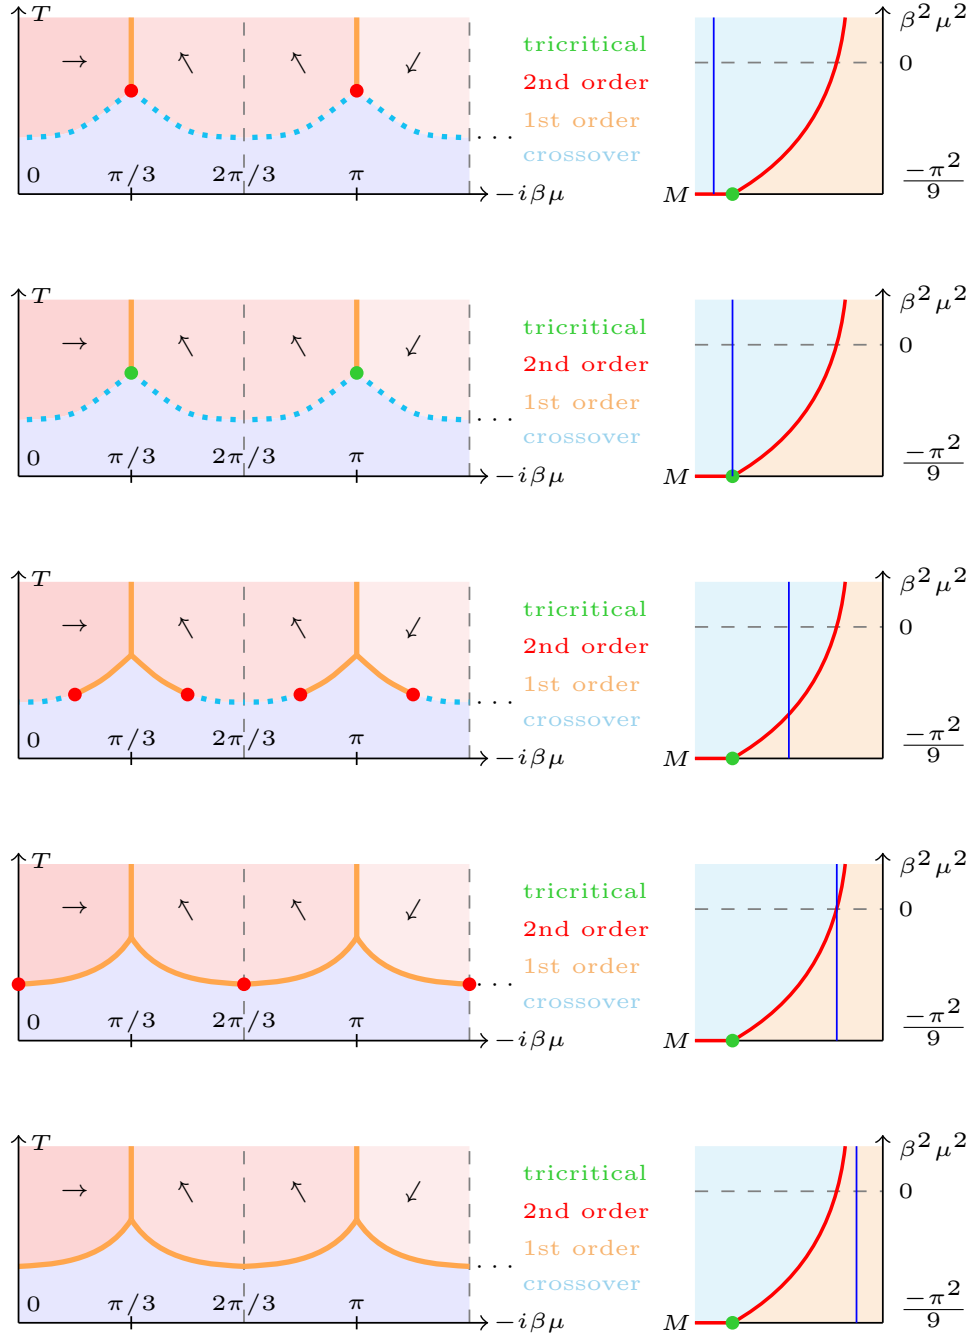 T
→ ↖ ↖ ↙
0 π/3 2π/3 π ···
−iβμ
tricritical
2nd order
1st order
crossover
β²μ²
0
M
−π²/9
T
→ ↖ ↖ ↙
0 π/3 2π/3 π ···
−iβμ
tricritical
2nd order
1st order
crossover
β²μ²
0
M
−π²/9
T
→ ↖ ↖ ↙
0 π/3 2π/3 π ···
−iβμ
tricritical
2nd order
1st order
crossover
β²μ²
0
M
−π²/9
T
→ ↖ ↖ ↙
0 π/3 2π/3 π ···
−iβμ
tricritical
2nd order
1st order
crossover
β²μ²
0
M
−π²/9
T
→ ↖ ↖ ↙
0 π/3 2π/3 π ···
−iβμ
tricritical
2nd order
1st order
crossover
β²μ²
0
M
−π²/9